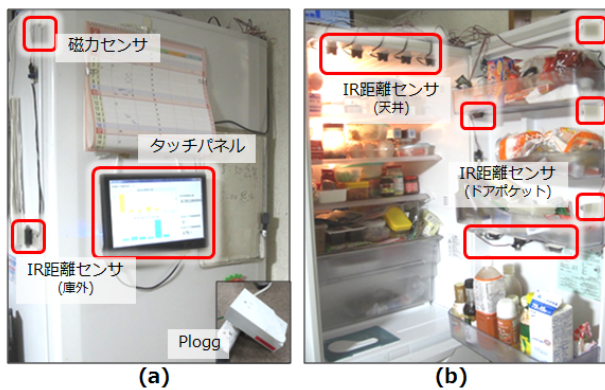 磁力センサ
タッチパネル
IR距離センサ
(庫外)
Plogg
(a)
IR距離センサ
(天井)
IR距離センサ
(ドアポケット)
(b)